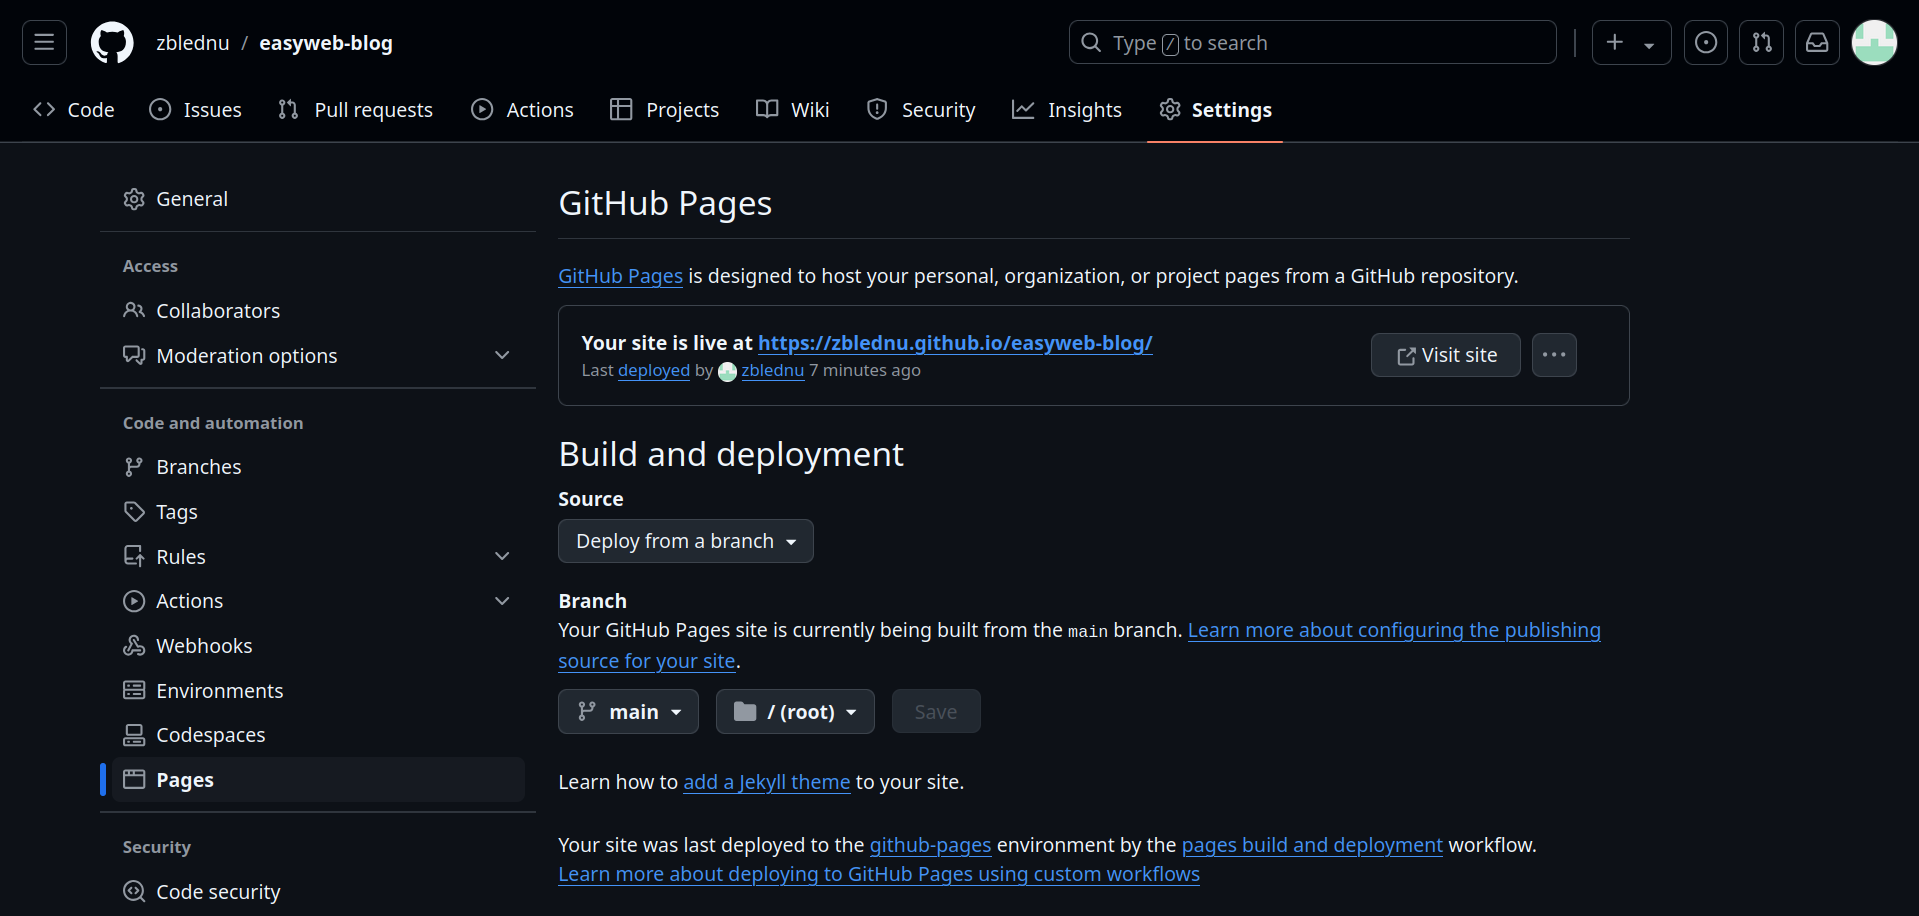 zblednu / easyweb-blog
Type / to search
Code Issues Pull requests Actions Projects Wiki Security Insights Settings
General
Access
Collaborators
Moderation options
Code and automation
Branches
Tags
Rules
Actions
Webhooks
Environments
Codespaces
Pages
Security
Code security
GitHub Pages
GitHub Pages is designed to host your personal, organization, or project pages from a GitHub repository.
Your site is live at https://zblednu.github.io/easyweb-blog/
Last deployed by zblednu 7 minutes ago
Visit site
Build and deployment
Source
Deploy from a branch
Branch
Your GitHub Pages site is currently being built from the main branch. Learn more about configuring the publishing
source for your site.
main / (root) Save
Learn how to add a Jekyll theme to your site.
Your site was last deployed to the github-pages environment by the pages build and deployment workflow.
Learn more about deploying to GitHub Pages using custom workflows